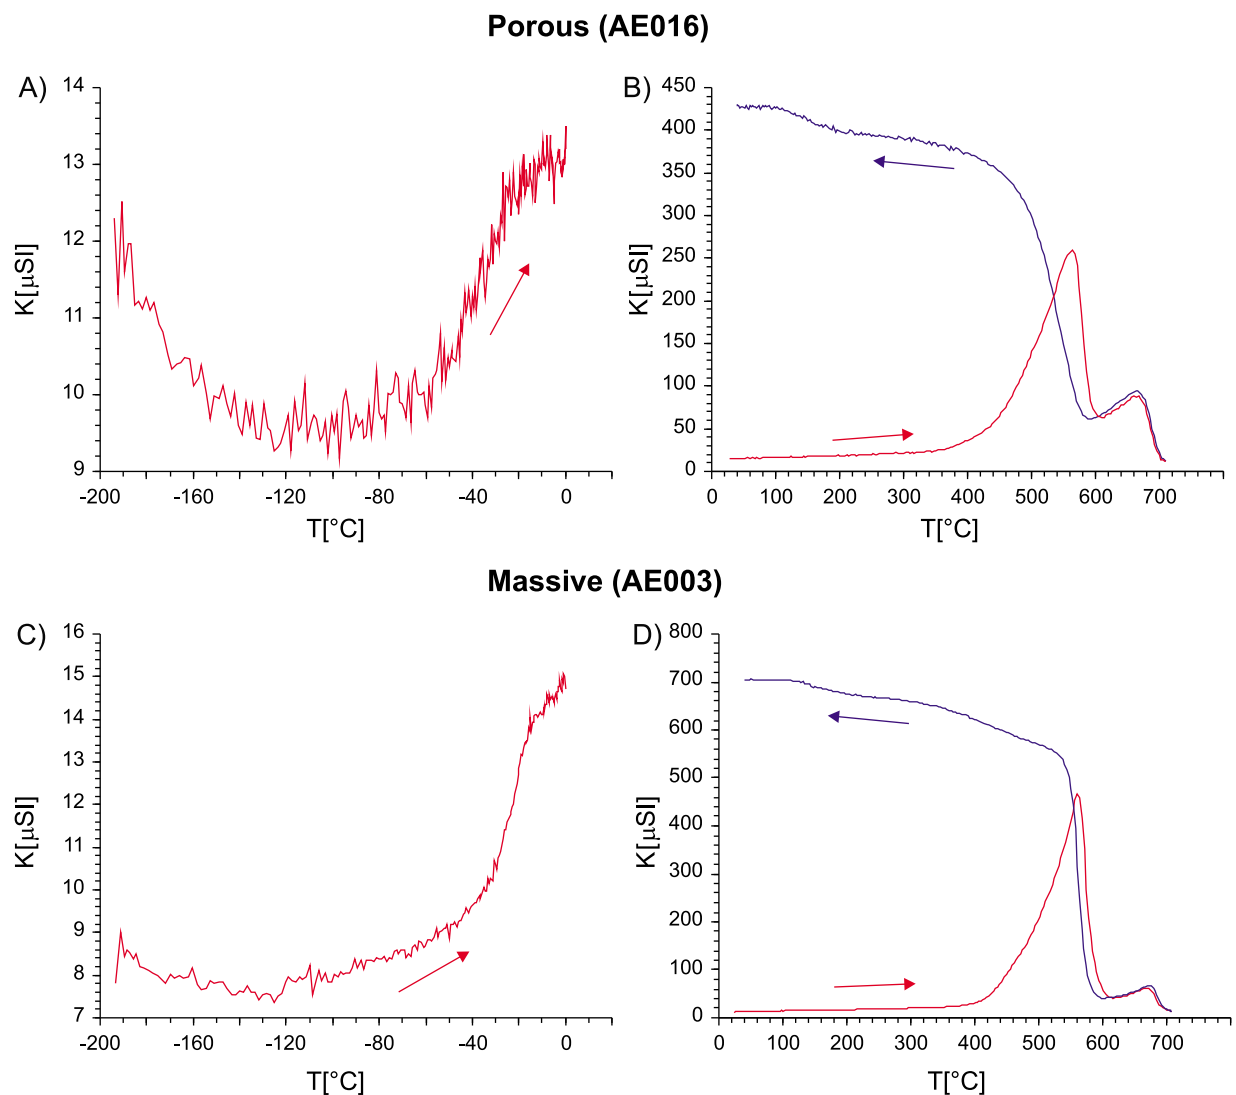 Porous (AE016)
A)
14
13
12
11
10
9
K[μSI]
-200 -160 -120 -80 -40 0
T[°C]
B)
450
400
350
300
250
200
150
100
50
0
K[μSI]
0 100 200 300 400 500 600 700
T[°C]
Massive (AE003)
C)
16
15
14
13
12
11
10
9
8
7
K[μSI]
-200 -160 -120 -80 -40 0
T[°C]
D)
800
700
600
500
400
300
200
100
0
K[μSI]
0 100 200 300 400 500 600 700
T[°C]